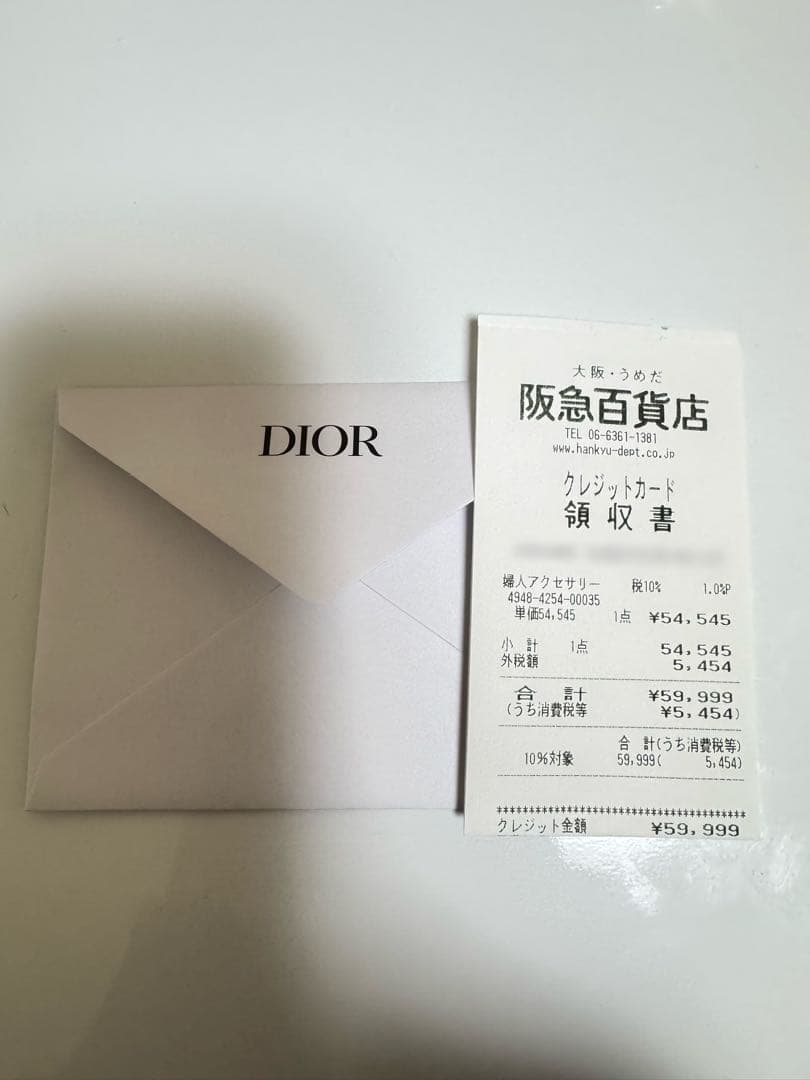 DIOR
大阪・うめだ
阪急百貨店
TEL 06-6361-1381
www.hankyu-dept.co.jp
クレジットカード
領収書
婦人アクセサリー 税10% 1.0%P
4948-4254-00035
単価54,545 1点 ¥54,545
小計 1点 54,545
外税額 5,454
合計 ¥59,999
(うち消費税等 ¥5,454)
合計(うち消費税等)
10%対象 59,999( 5,454)
***********************************
クレジット金額 ¥59,999